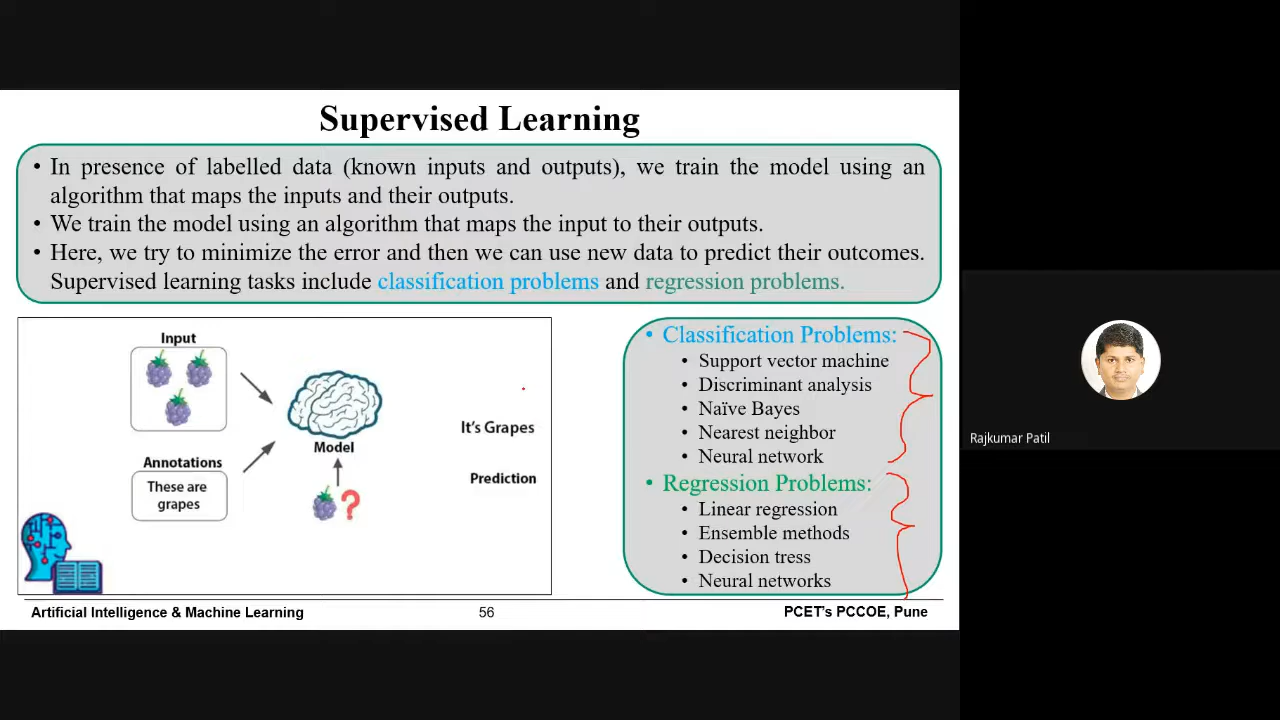 Supervised Learning
• In presence of labelled data (known inputs and outputs), we train the model using an
algorithm that maps the inputs and their outputs.
• We train the model using an algorithm that maps the input to their outputs.
• Here, we try to minimize the error and then we can use new data to predict their outcomes.
Supervised learning tasks include classification problems and regression problems.
Input
Model
Annotations
These are
grapes
?
It's Grapes
Prediction
• Classification Problems:
• Support vector machine
• Discriminant analysis
• Naïve Bayes
• Nearest neighbor
• Neural network
• Regression Problems:
• Linear regression
• Ensemble methods
• Decision tress
• Neural networks
Artificial Intelligence & Machine Learning
56
PCET's PCCOE, Pune
Rajkumar Patil